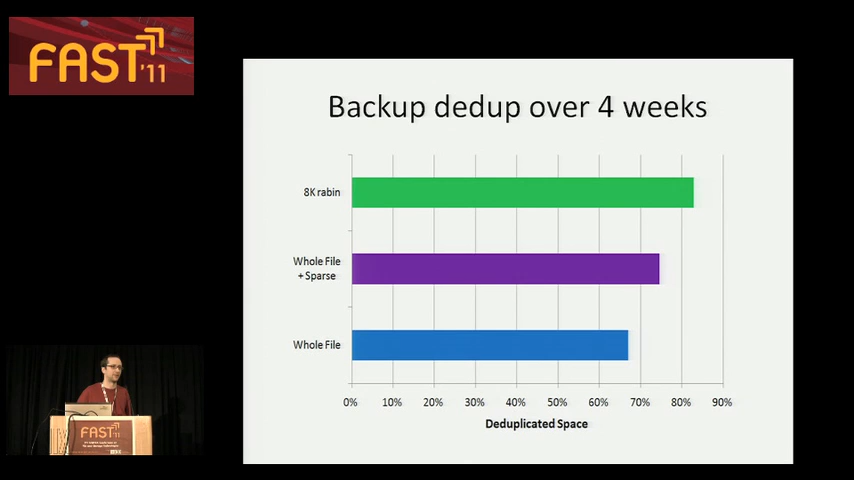 FAST '11
Backup dedup over 4 weeks
8K rabin
Whole File
+ Sparse
Whole File
0% 10% 20% 30% 40% 50% 60% 70% 80% 90%
Deduplicated Space
FAST '11